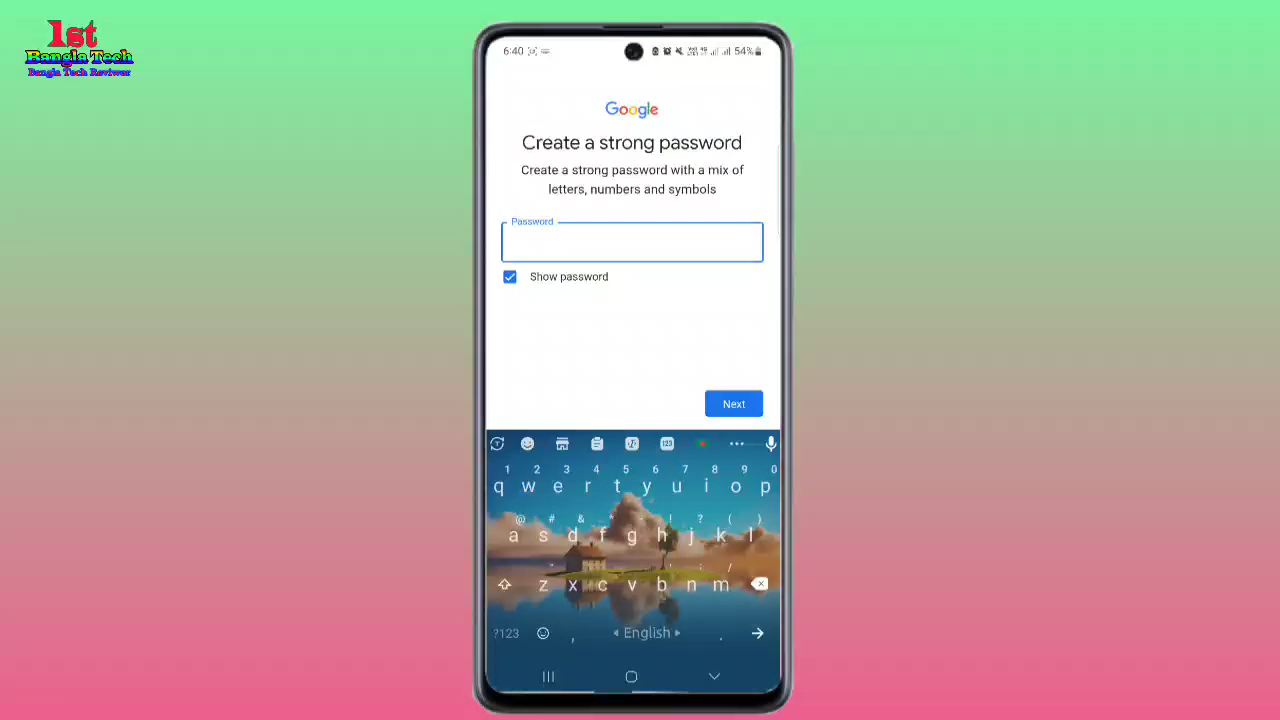 1st
Bangla Tech
Bangla Tech Reviwer
6:40
54%
Google
Create a strong password
Create a strong password with a mix of
letters, numbers and symbols
Password
Show password
Next
123
1 2 3 4 5 6 7 8 9 0
q w e r t y u i o p
@ # & * - ! ? ( )
a s d f g h j k l
z x c v b n m
?123 , English .